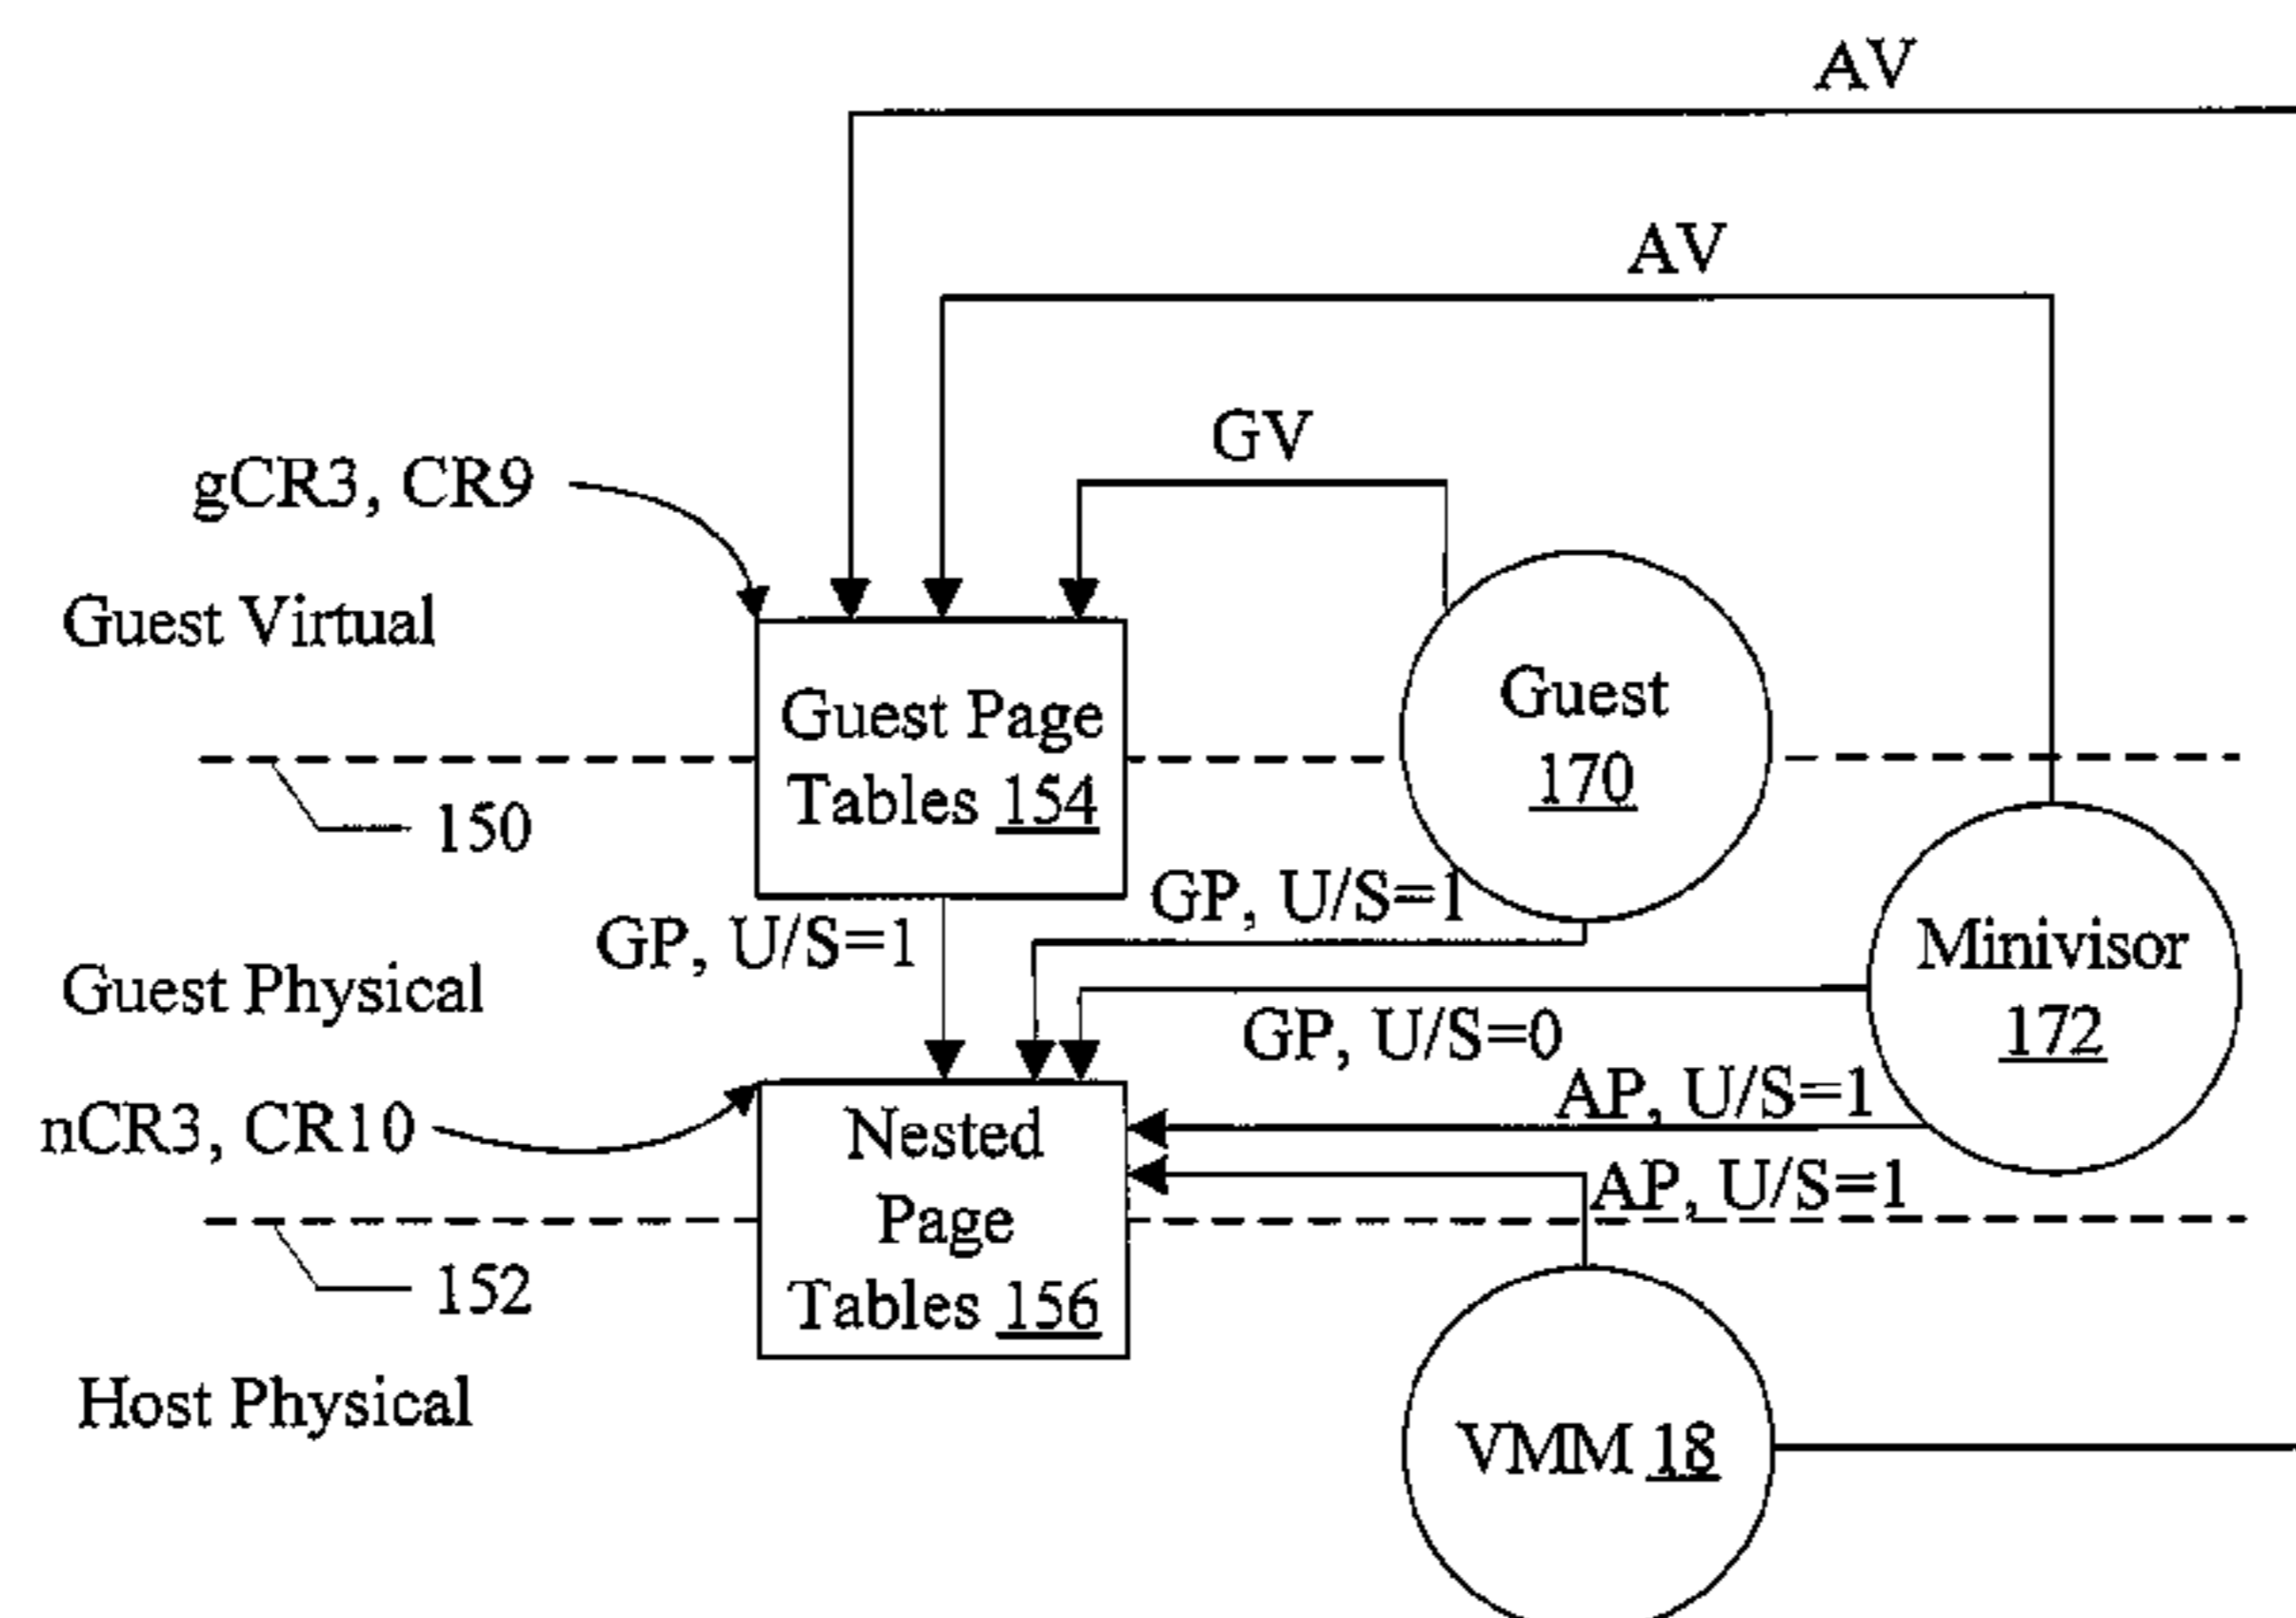 AV
AV
GV
gCR3, CR9
Guest Virtual
Guest Page
Tables 154
Guest
170
150
GP, U/S=1
GP, U/S=1
Guest Physical
Minivisor
172
GP, U/S=0
nCR3, CR10
AP, U/S=1
Nested
Page
Tables 156
AP, U/S=1
152
Host Physical
VMM 18